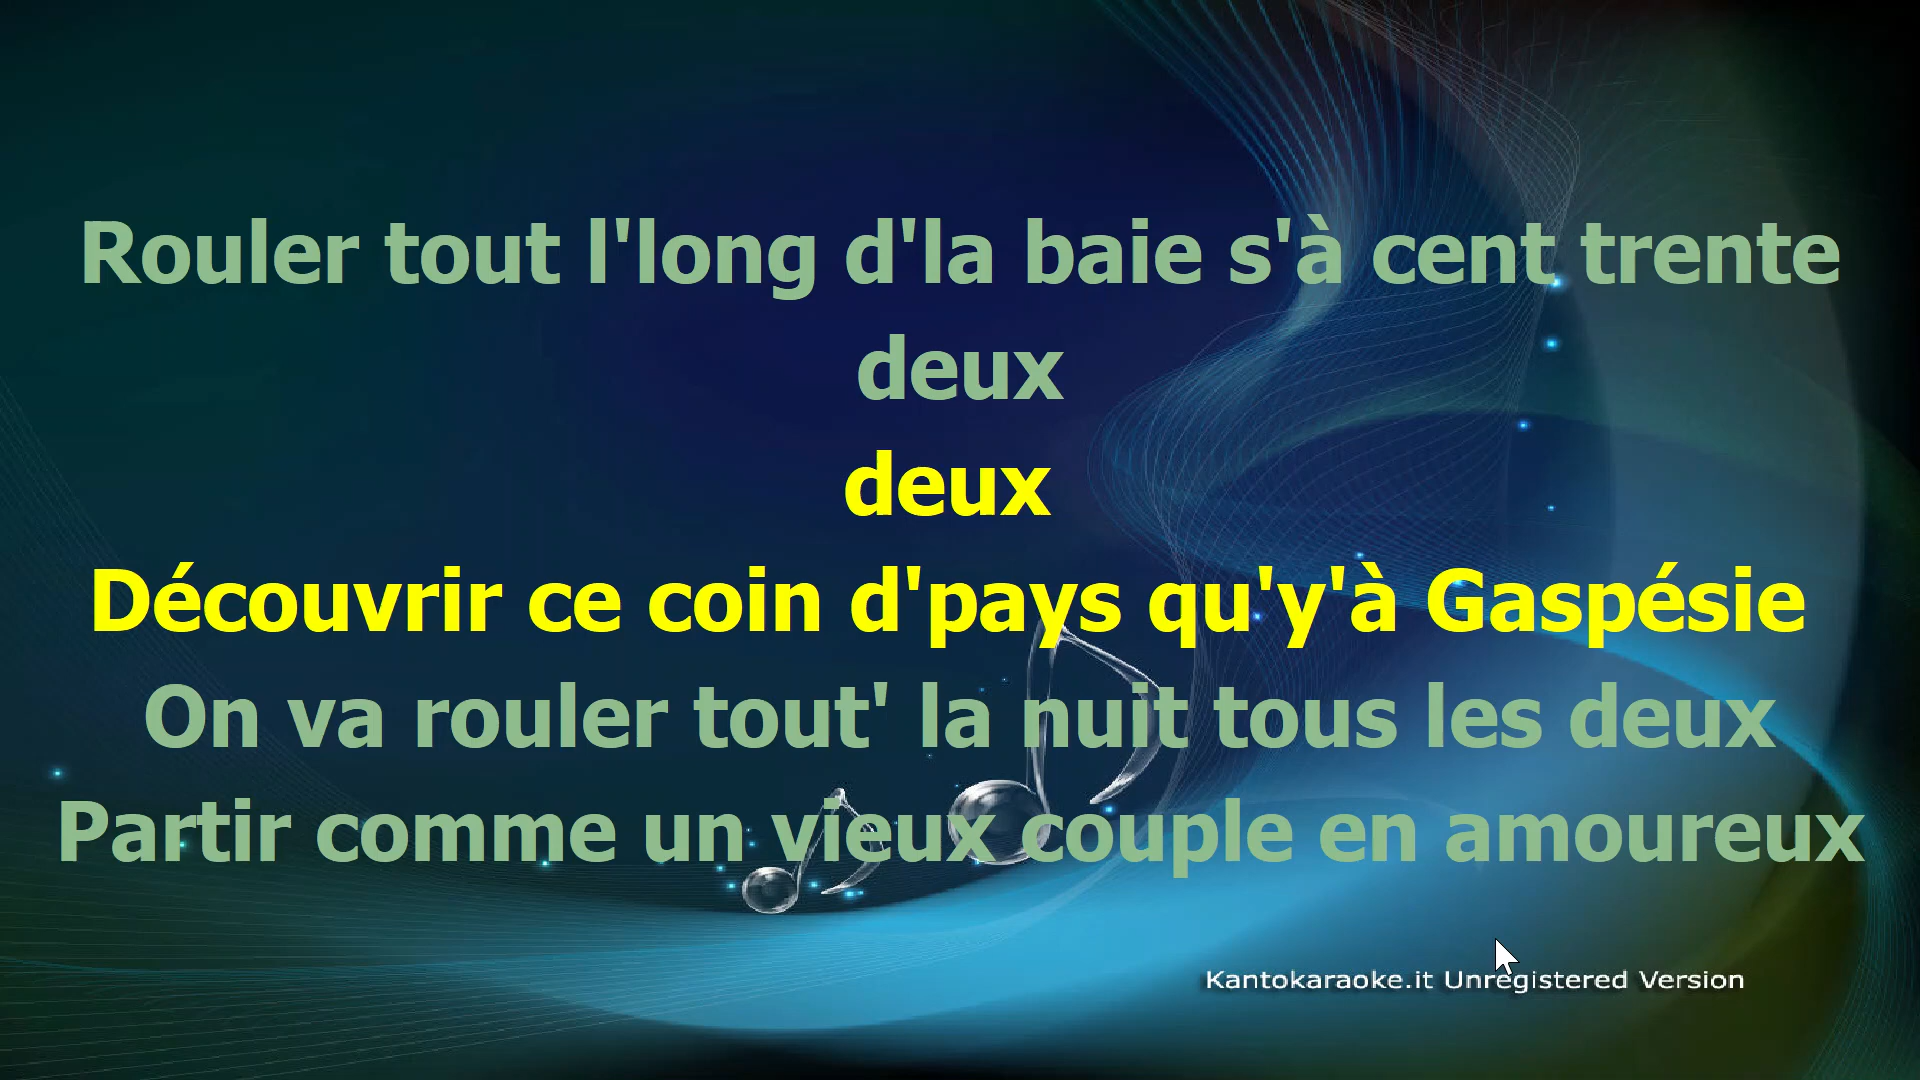 Rouler tout l'long d'la baie s'à cent trente
deux
deux
Découvrir ce coin d'pays qu'y'à Gaspésie
On va rouler tout' la nuit tous les deux
Partir comme un vieux couple en amoureux
Kantokaraoke.it Unregistered Version